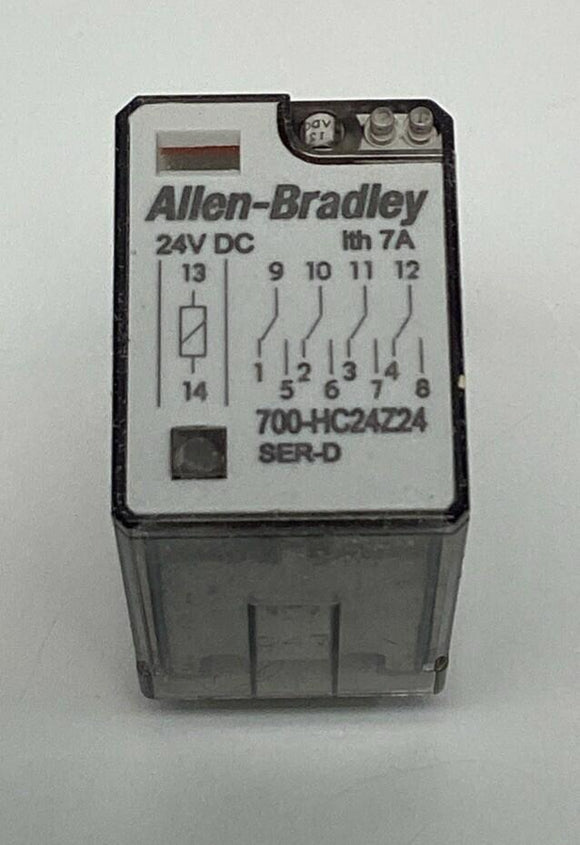 Allen-Bradley
24V DC Ith 7A
13 9 10 11 12
14 1 5 2 6 3 7 4 8
700-HC24Z24
SER-D